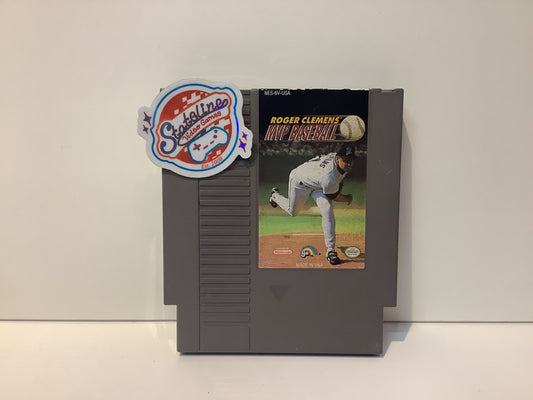 Stateline
Video Games
NES-6V-USA
ROGER CLEMENS'
MVP BASEBALL
MADE IN USA